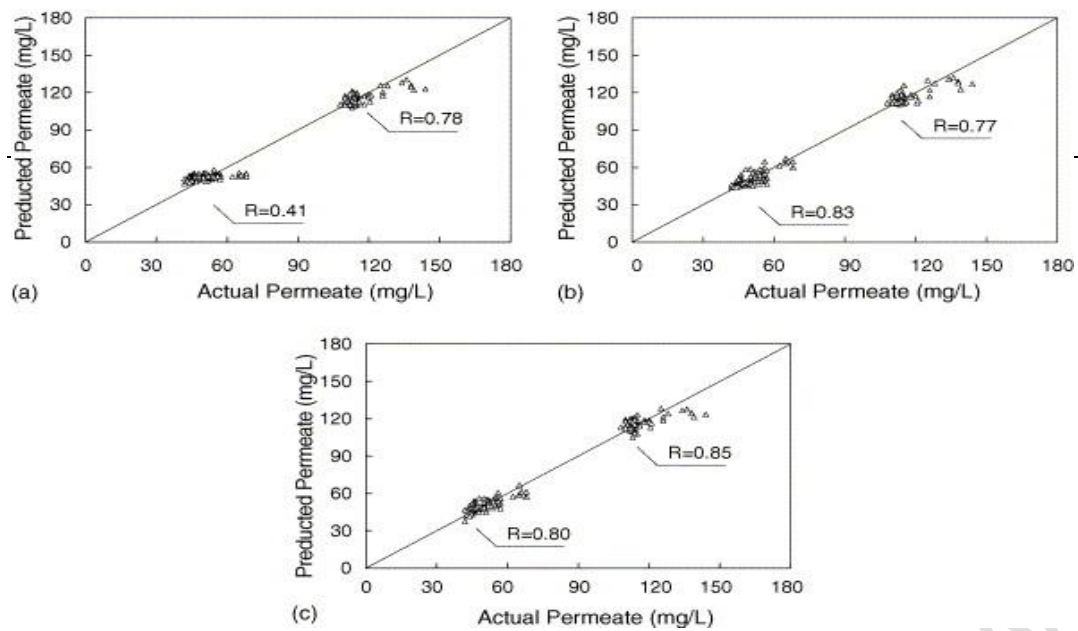 180
150
120
90
60
30
0
Preducted Permeate (mg/L)
R=0.78
R=0.41
0 30 60 90 120 150 180
Actual Permeate (mg/L)
(a)
180
150
120
90
60
30
0
Preducted Permeate (mg/L)
R=0.77
R=0.83
0 30 60 90 120 150 180
Actual Permeate (mg/L)
(b)
180
150
120
90
60
30
0
Preducted Permeate (mg/L)
R=0.85
R=0.80
0 30 60 90 120 150 180
Actual Permeate (mg/L)
(c)